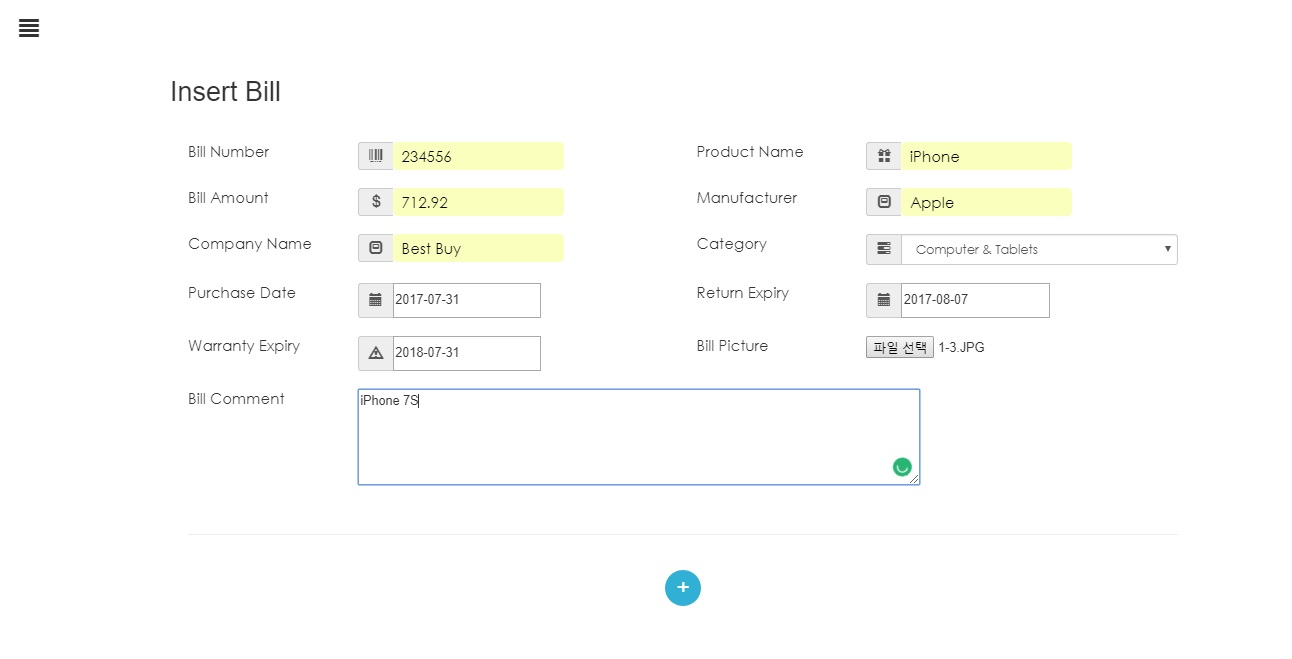 Insert Bill
Bill Number 234556 Product Name iPhone
Bill Amount $ 712.92 Manufacturer Apple
Company Name Best Buy Category Computer & Tablets
Purchase Date 2017-07-31 Return Expiry 2017-08-07
Warranty Expiry 2018-07-31 Bill Picture 파일 선택 1-3.JPG
Bill Comment iPhone 7S
+